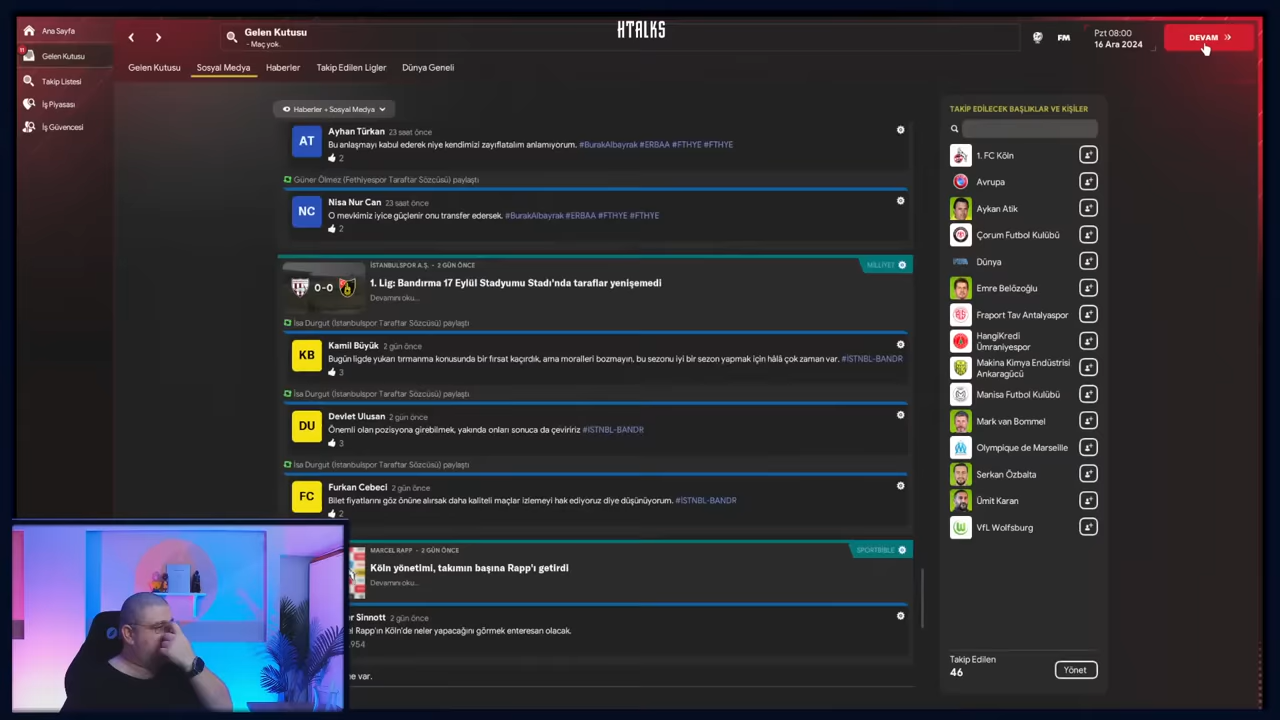 HTALKS
Ana Sayfa
11
Gelen Kutusu
Takip Listesi
İş Piyasası
İş Güvencesi
Gelen Kutusu
- Maç yok.
FM
Pzt 08:00
16 Ara 2024
DEVAM
Gelen Kutusu
Sosyal Medya
Haberler
Takip Edilen Ligler
Dünya Geneli
Haberler + Sosyal Medya
AT
Ayhan Türkan 23 saat önce
Bu anlaşmayı kabul ederek niye kendimizi zayıflatalım anlamıyorum. #BurakAlbayrak #ERBAA #FTHYE #FTHYE
2
Güner Ölmez (Fethiyespor Taraftar Sözcüsü) paylaştı
NC
Nisa Nur Can 23 saat önce
O mevkimiz iyice güçlenir onu transfer edersek. #BurakAlbayrak #ERBAA #FTHYE #FTHYE
2
İSTANBULSPOR A.Ş. - 2 GÜN ÖNCE
MİLLİYET
0-0
1. Lig: Bandırma 17 Eylül Stadyumu Stadı'nda taraflar yenişemedi
Devamını oku...
İsa Durgut (İstanbulspor Taraftar Sözcüsü) paylaştı
KB
Kamil Büyük 2 gün önce
Bugün ligde yukarı tırmanma konusunda bir fırsat kaçırdık, ama moralleri bozmayın, bu sezonu iyi bir sezon yapmak için hâlâ çok zaman var. #ISTNBL-BANDR
3
İsa Durgut (İstanbulspor Taraftar Sözcüsü) paylaştı
DU
Devlet Ulusan 2 gün önce
Önemli olan pozisyona girebilmek, yakında onları sonuca da çeviririz #ISTNBL-BANDR
3
İsa Durgut (İstanbulspor Taraftar Sözcüsü) paylaştı
FC
Furkan Cebeci 2 gün önce
Bilet fiyatlarını göz önüne alırsak daha kaliteli maçlar izlemeyi hak ediyoruz diye düşünüyorum. #ISTNBL-BANDR
2
MARCEL RAPP - 2 GÜN ÖNCE
SPORTBIBLE
Köln yönetimi, takımın başına Rapp'ı getirdi
Devamını oku...
r Sinnott 2 gün önce
l Rapp'ın Köln'de neler yapacağını görmek enteresan olacak.
954
e var.
TAKİP EDİLECEK BAŞLIKLAR VE KİŞİLER
1. FC Köln
Avrupa
Aykan Atik
Çorum Futbol Kulübü
Dünya
Emre Belözoğlu
Fraport Tav Antalyaspor
HangiKredi
Ümraniyespor
Makina Kimya Endüstrisi
Ankaragücü
Manisa Futbol Kulübü
Mark van Bommel
Olympique de Marseille
Serkan Özbalta
Ümit Karan
VfL Wolfsburg
Takip Edilen
46
Yönet